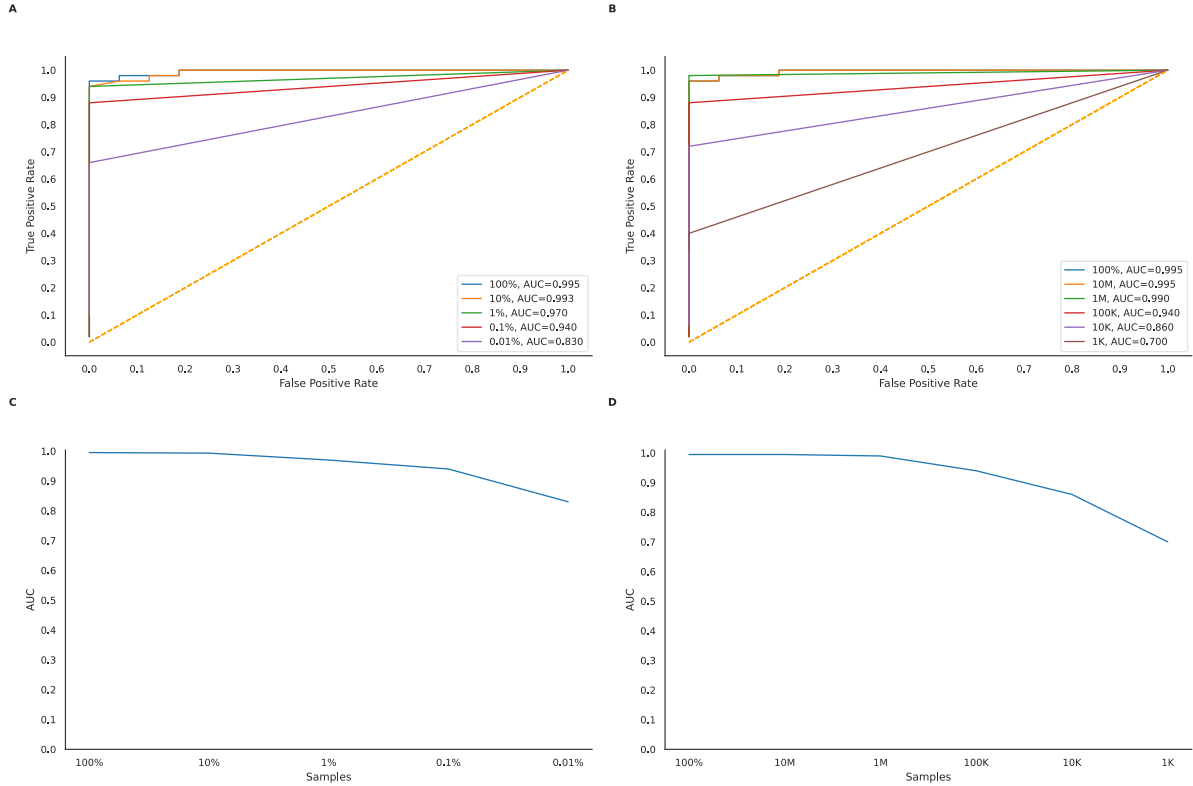 A
1.0
0.9
0.8
0.7
0.6
0.5
0.4
0.3
0.2
0.1
0.0
True Positive Rate
0.0 0.1 0.2 0.3 0.4 0.5 0.6 0.7 0.8 0.9 1.0
False Positive Rate
100%, AUC=0.995
10%, AUC=0.993
1%, AUC=0.970
0.1%, AUC=0.940
0.01%, AUC=0.830
B
1.0
0.9
0.8
0.7
0.6
0.5
0.4
0.3
0.2
0.1
0.0
True Positive Rate
0.0 0.1 0.2 0.3 0.4 0.5 0.6 0.7 0.8 0.9 1.0
False Positive Rate
100%, AUC=0.995
10M, AUC=0.995
1M, AUC=0.990
100K, AUC=0.940
10K, AUC=0.860
1K, AUC=0.700
C
1.0
0.9
0.8
0.7
0.6
0.5
0.4
0.3
0.2
0.1
0.0
AUC
100% 10% 1% 0.1% 0.01%
Samples
D
1.0
0.9
0.8
0.7
0.6
0.5
0.4
0.3
0.2
0.1
0.0
AUC
100% 10M 1M 100K 10K 1K
Samples